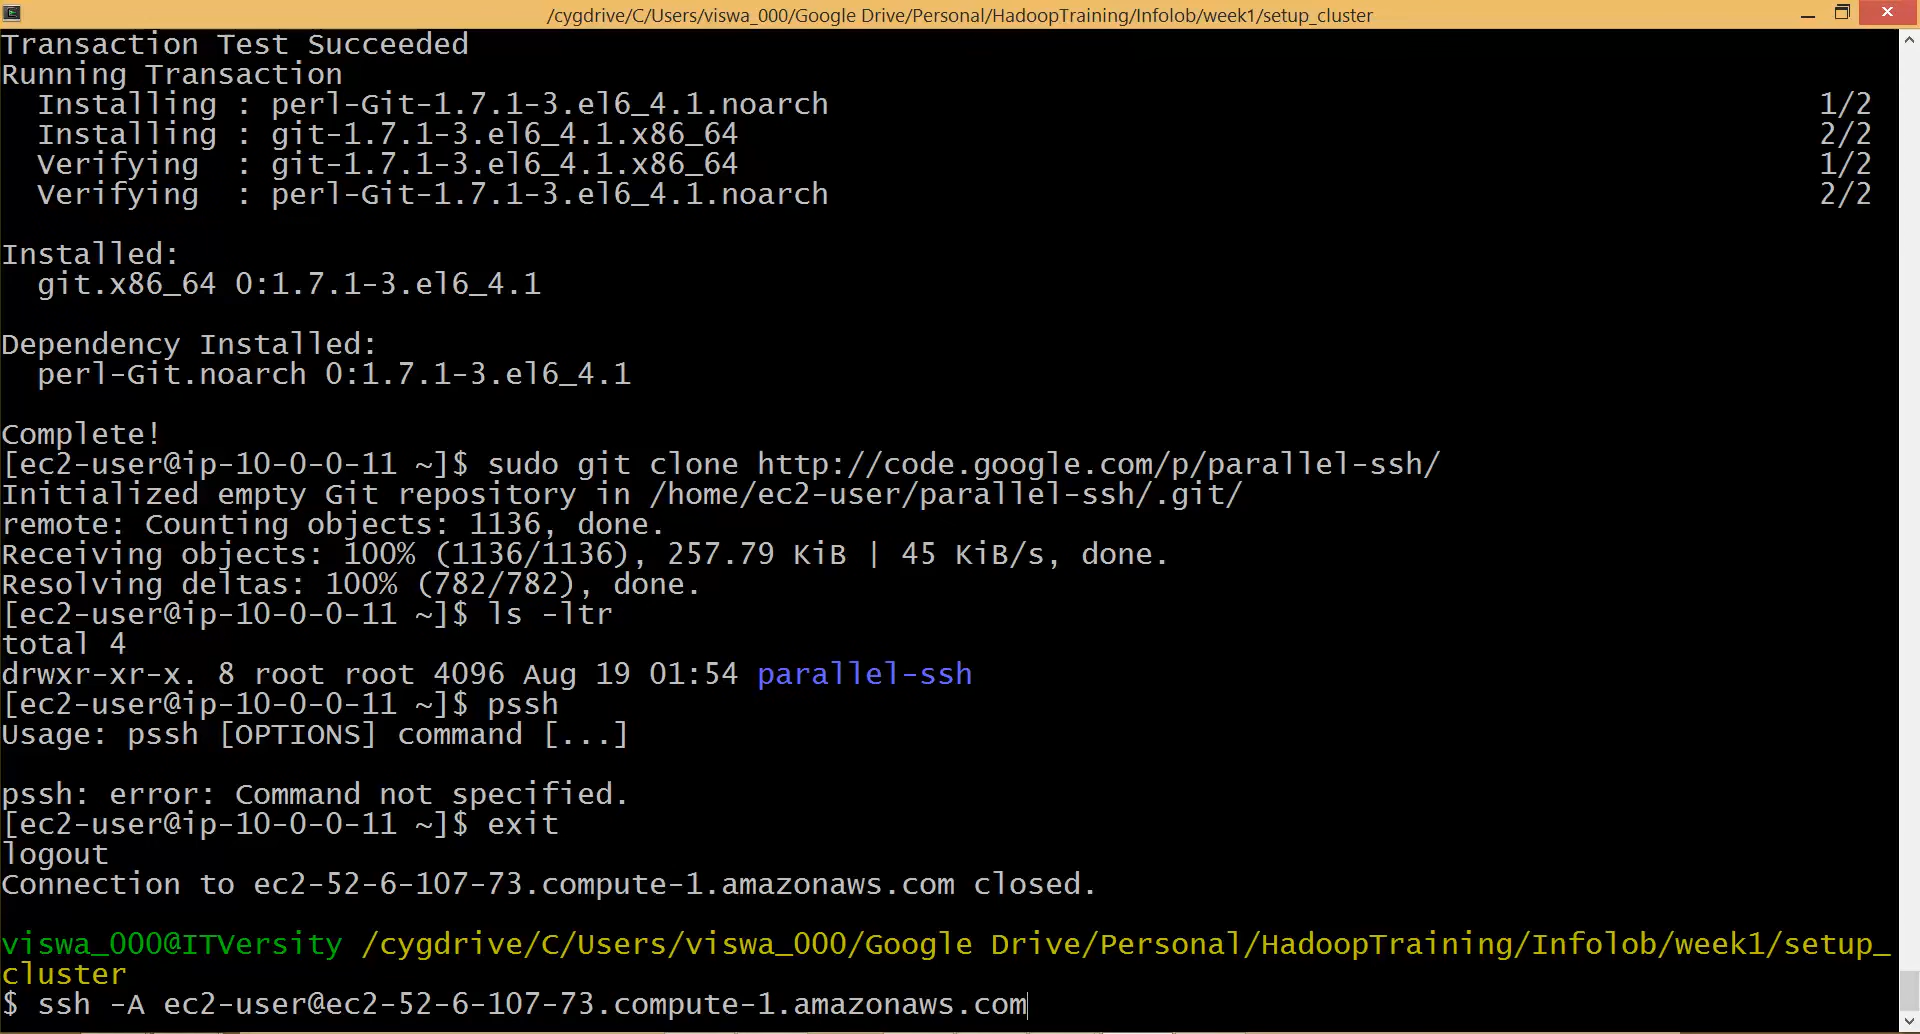 /cygdrive/C/Users/viswa_000/Google Drive/Personal/HadoopTraining/Infolob/week1/setup_cluster
Transaction Test Succeeded
Running Transaction
  Installing : perl-Git-1.7.1-3.el6_4.1.noarch 1/2
  Installing : git-1.7.1-3.el6_4.1.x86_64 2/2
  Verifying  : git-1.7.1-3.el6_4.1.x86_64 1/2
  Verifying  : perl-Git-1.7.1-3.el6_4.1.noarch 2/2
Installed:
  git.x86_64 0:1.7.1-3.el6_4.1
Dependency Installed:
  perl-Git.noarch 0:1.7.1-3.el6_4.1
Complete!
[ec2-user@ip-10-0-0-11 ~]$ sudo git clone http://code.google.com/p/parallel-ssh/
Initialized empty Git repository in /home/ec2-user/parallel-ssh/.git/
remote: Counting objects: 1136, done.
Receiving objects: 100% (1136/1136), 257.79 KiB | 45 KiB/s, done.
Resolving deltas: 100% (782/782), done.
[ec2-user@ip-10-0-0-11 ~]$ ls -ltr
total 4
drwxr-xr-x. 8 root root 4096 Aug 19 01:54 parallel-ssh
[ec2-user@ip-10-0-0-11 ~]$ pssh
Usage: pssh [OPTIONS] command [...]
pssh: error: Command not specified.
[ec2-user@ip-10-0-0-11 ~]$ exit
logout
Connection to ec2-52-6-107-73.compute-1.amazonaws.com closed.
viswa_000@ITVersity /cygdrive/C/Users/viswa_000/Google Drive/Personal/HadoopTraining/Infolob/week1/setup_
cluster
$ ssh -A ec2-user@ec2-52-6-107-73.compute-1.amazonaws.com